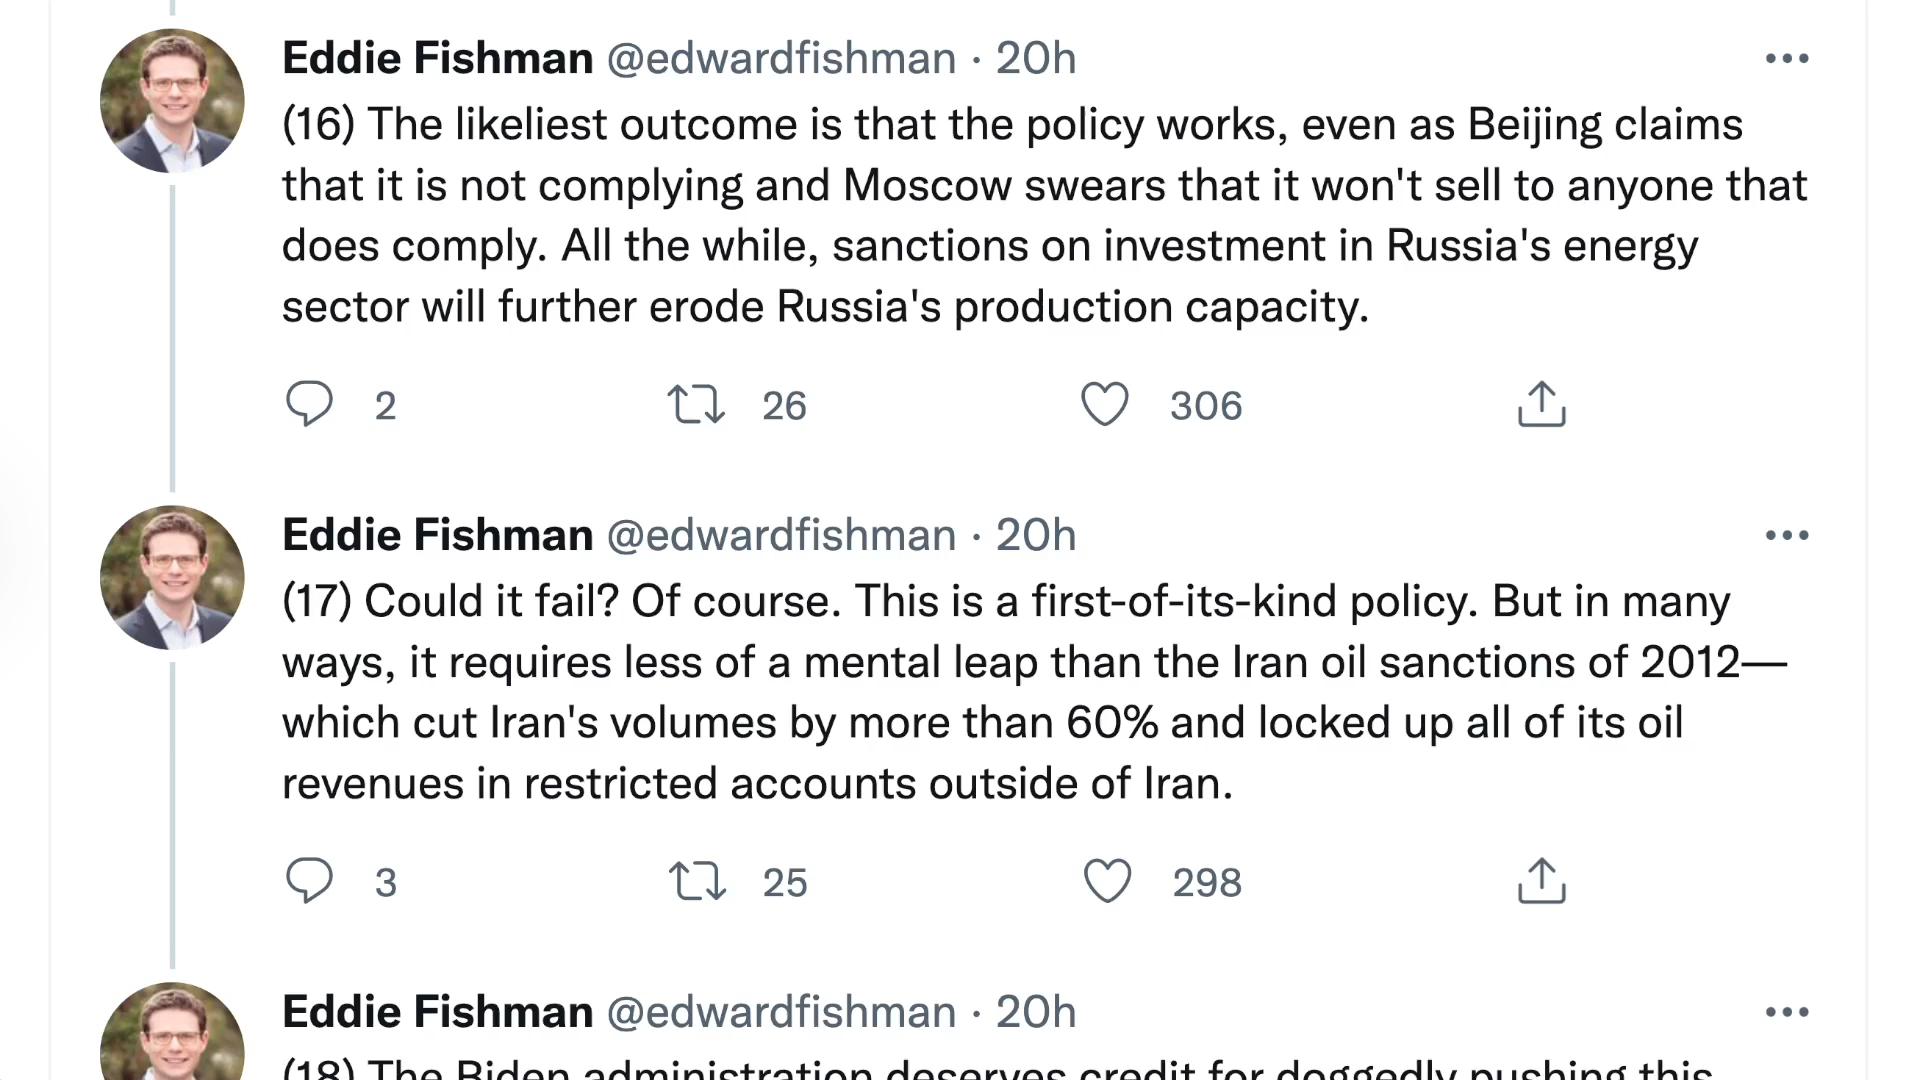 Eddie Fishman @edwardfishman · 20h
(16) The likeliest outcome is that the policy works, even as Beijing claims
that it is not complying and Moscow swears that it won't sell to anyone that
does comply. All the while, sanctions on investment in Russia's energy
sector will further erode Russia's production capacity.
2 26 306
Eddie Fishman @edwardfishman · 20h
(17) Could it fail? Of course. This is a first-of-its-kind policy. But in many
ways, it requires less of a mental leap than the Iran oil sanctions of 2012—
which cut Iran's volumes by more than 60% and locked up all of its oil
revenues in restricted accounts outside of Iran.
3 25 298
Eddie Fishman @edwardfishman · 20h
(18) The Biden administration deserves credit for doggedly pushing this